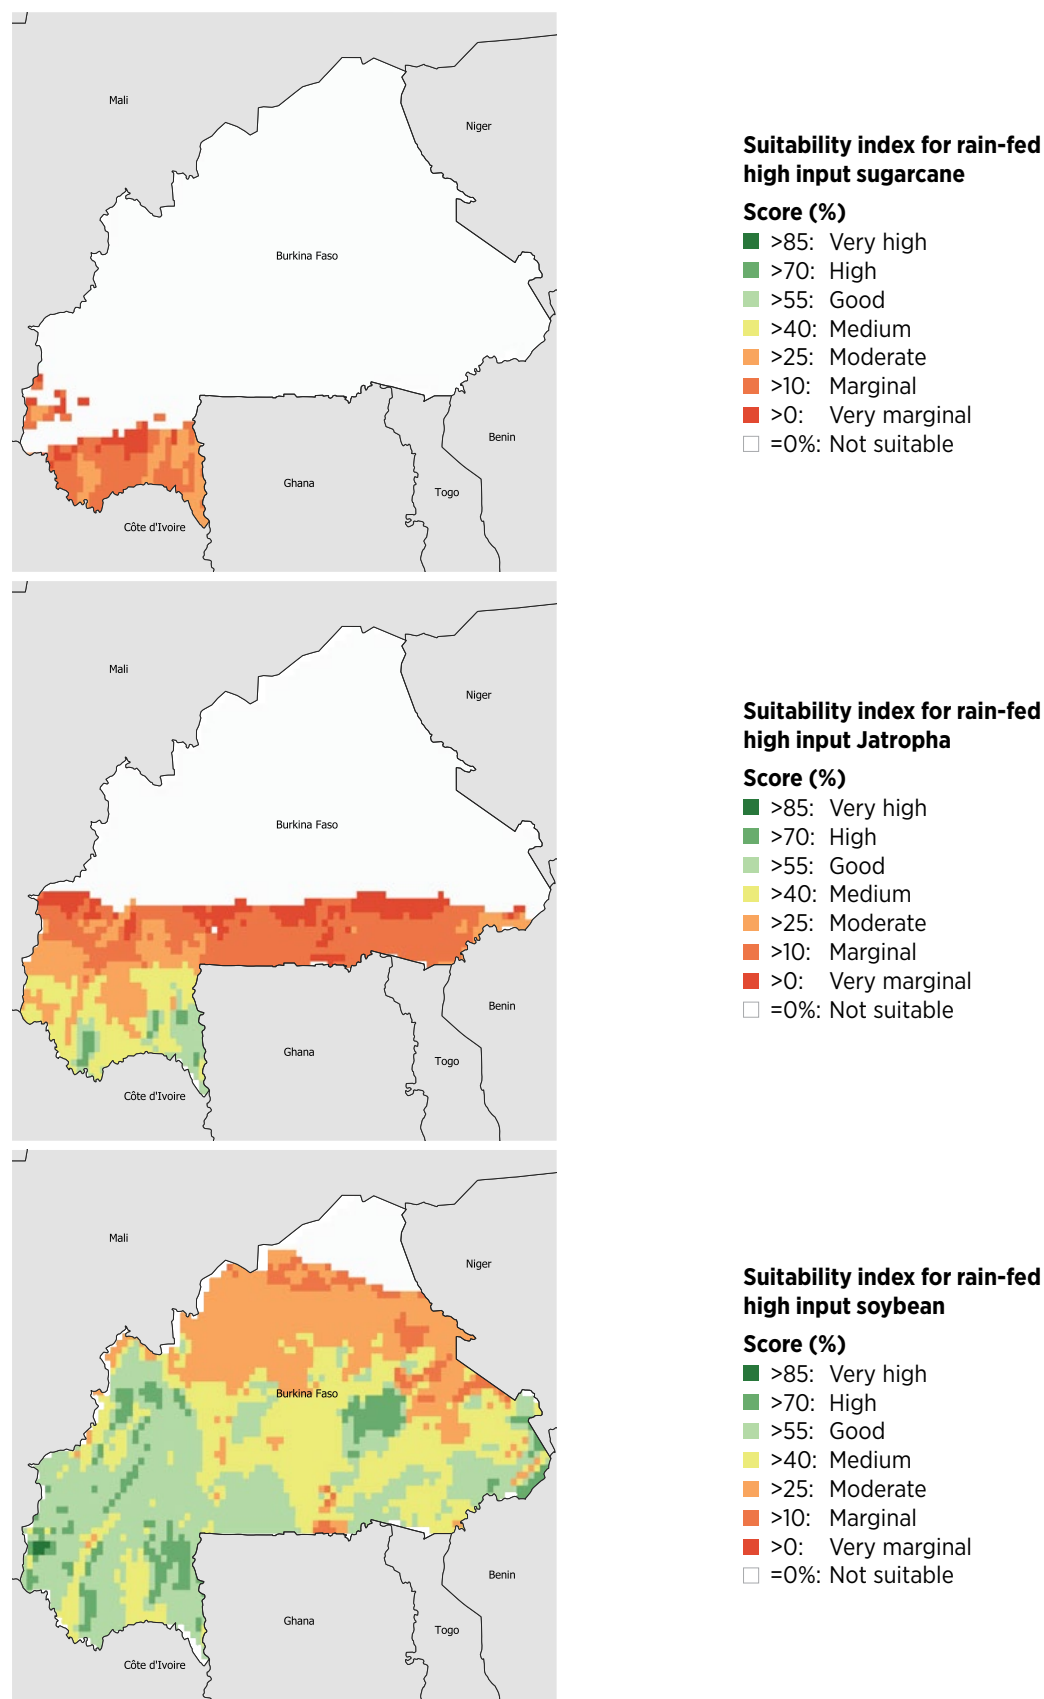 Mali
Niger
Burkina Faso
Benin
Ghana
Togo
Côte d'Ivoire
Suitability index for rain-fed
high input sugarcane
Score (%)
>85: Very high
>70: High
>55: Good
>40: Medium
>25: Moderate
>10: Marginal
>0: Very marginal
=0%: Not suitable
Mali
Niger
Burkina Faso
Benin
Ghana
Togo
Côte d'Ivoire
Suitability index for rain-fed
high input Jatropha
Score (%)
>85: Very high
>70: High
>55: Good
>40: Medium
>25: Moderate
>10: Marginal
>0: Very marginal
=0%: Not suitable
Mali
Niger
Burkina Faso
Benin
Ghana
Togo
Côte d'Ivoire
Suitability index for rain-fed
high input soybean
Score (%)
>85: Very high
>70: High
>55: Good
>40: Medium
>25: Moderate
>10: Marginal
>0: Very marginal
=0%: Not suitable